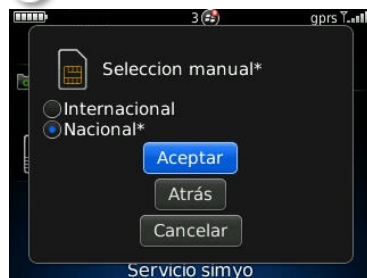 3 gprs
Seleccion manual*
Internacional
Nacional*
Aceptar
Atrás
Cancelar
Servicio simyo